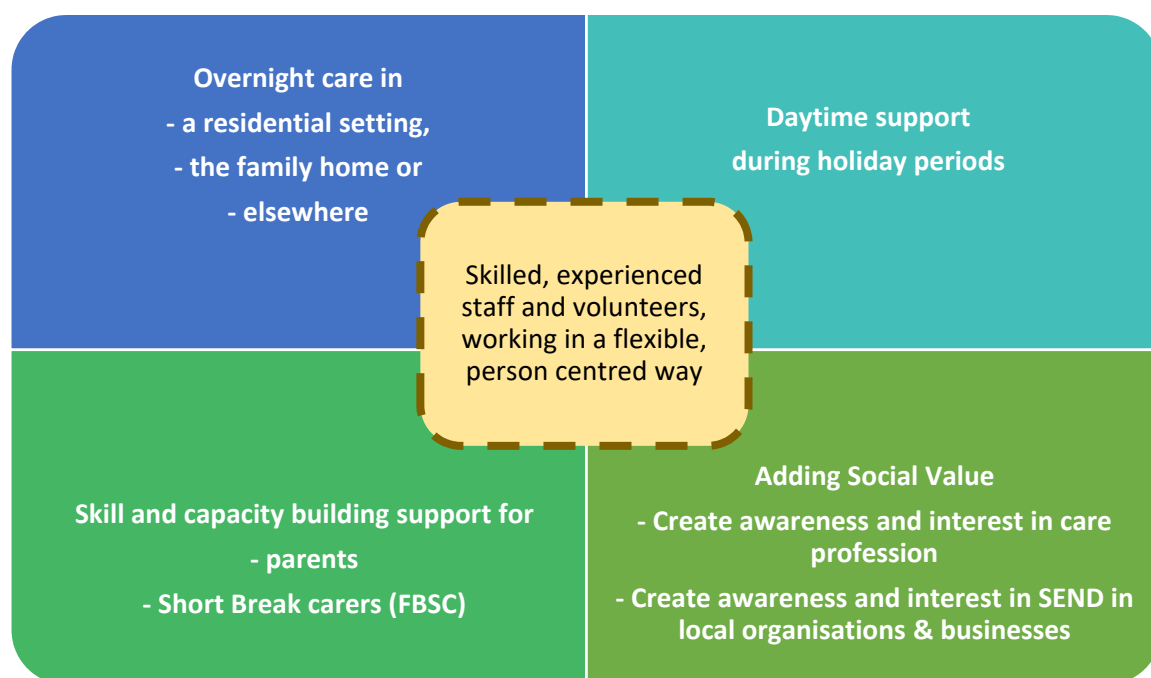 Overnight care in
- a residential setting,
- the family home or
- elsewhere
Daytime support
during holiday periods
Skilled, experienced
staff and volunteers,
working in a flexible,
person centred way
Skill and capacity building support for
- parents
- Short Break carers (FBSC)
Adding Social Value
- Create awareness and interest in care
profession
- Create awareness and interest in SEND in
local organisations & businesses